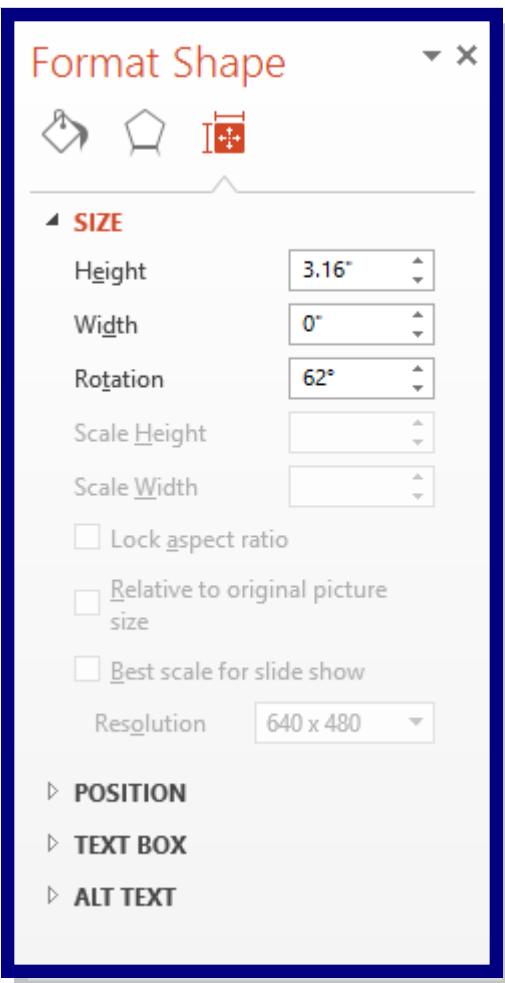 Format Shape
SIZE
Height 3.16"
Width 0"
Rotation 62°
Scale Height
Scale Width
Lock aspect ratio
Relative to original picture
size
Best scale for slide show
Resolution 640 x 480
POSITION
TEXT BOX
ALT TEXT